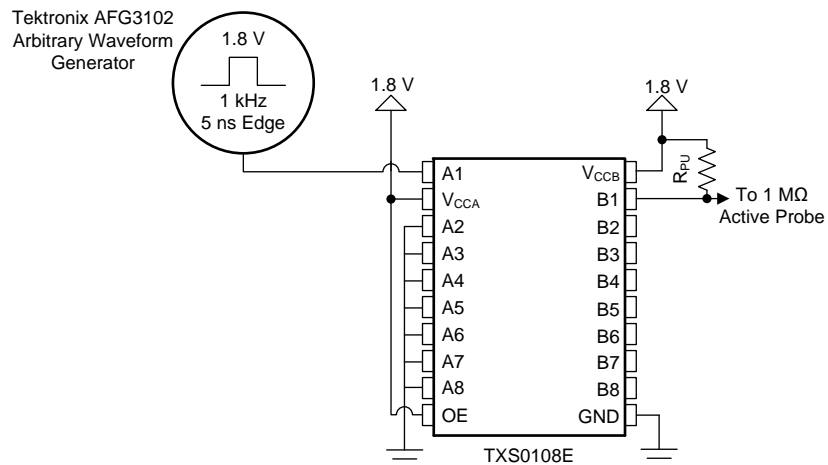 Tektronix AFG3102
Arbitrary Waveform
Generator
1.8 V
1 kHz
5 ns Edge
1.8 V
1.8 V
A1
VCCA
A2
A3
A4
A5
A6
A7
A8
OE
VCCB
B1
B2
B3
B4
B5
B6
B7
B8
GND
RPU
To 1 MΩ
Active Probe
TXS0108E